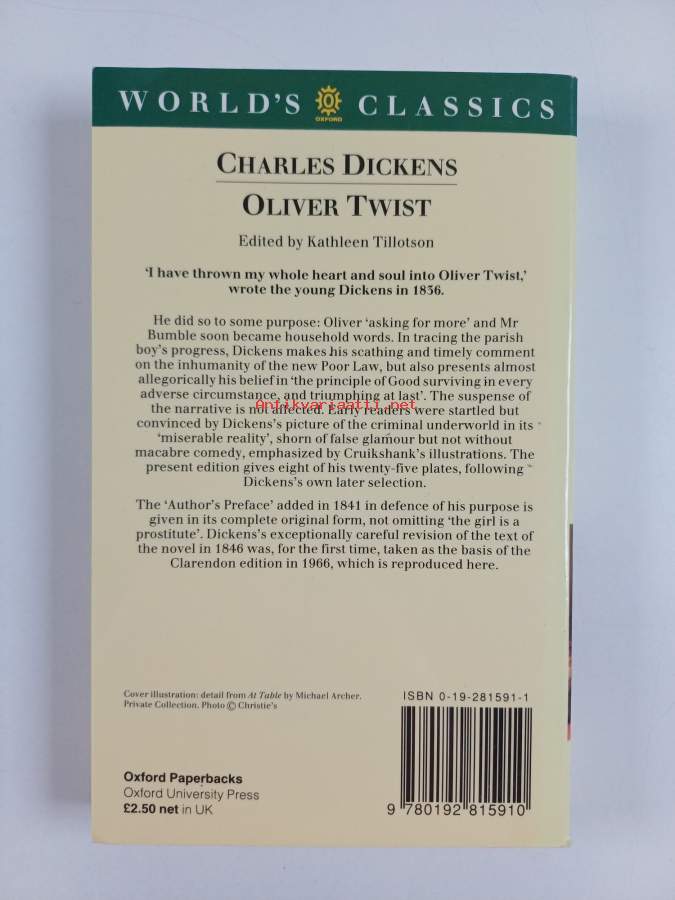 WORLD'S OXFORD CLASSICS
CHARLES DICKENS
OLIVER TWIST
Edited by Kathleen Tillotson
'I have thrown my whole heart and soul into Oliver Twist,'
wrote the young Dickens in 1836.
He did so to some purpose: Oliver 'asking for more' and Mr
Bumble soon became household words. In tracing the parish
boy's progress, Dickens makes his scathing and timely comment
on the inhumanity of the new Poor Law, but also presents almost
allegorically his belief in 'the principle of Good surviving in every
adverse circumstance, and triumphing at last'. The suspense of
Antikvariaatti.net
the narrative is not affected. Early readers were startled but
convinced by Dickens's picture of the criminal underworld in its
'miserable reality', shorn of false glamour but not without
macabre comedy, emphasized by Cruikshank's illustrations. The
present edition gives eight of his twenty-five plates, following
Dickens's own later selection.
The 'Author's Preface' added in 1841 in defence of his purpose is
given in its complete original form, not omitting 'the girl is a
prostitute'. Dickens's exceptionally careful revision of the text of
the novel in 1846 was, for the first time, taken as the basis of the
Clarendon edition in 1966, which is reproduced here.
Cover illustration: detail from At Table by Michael Archer.
Private Collection. Photo © Christie's
Oxford Paperbacks
Oxford University Press
£2.50 net in UK
ISBN 0-19-281591-1
9 780192 815910